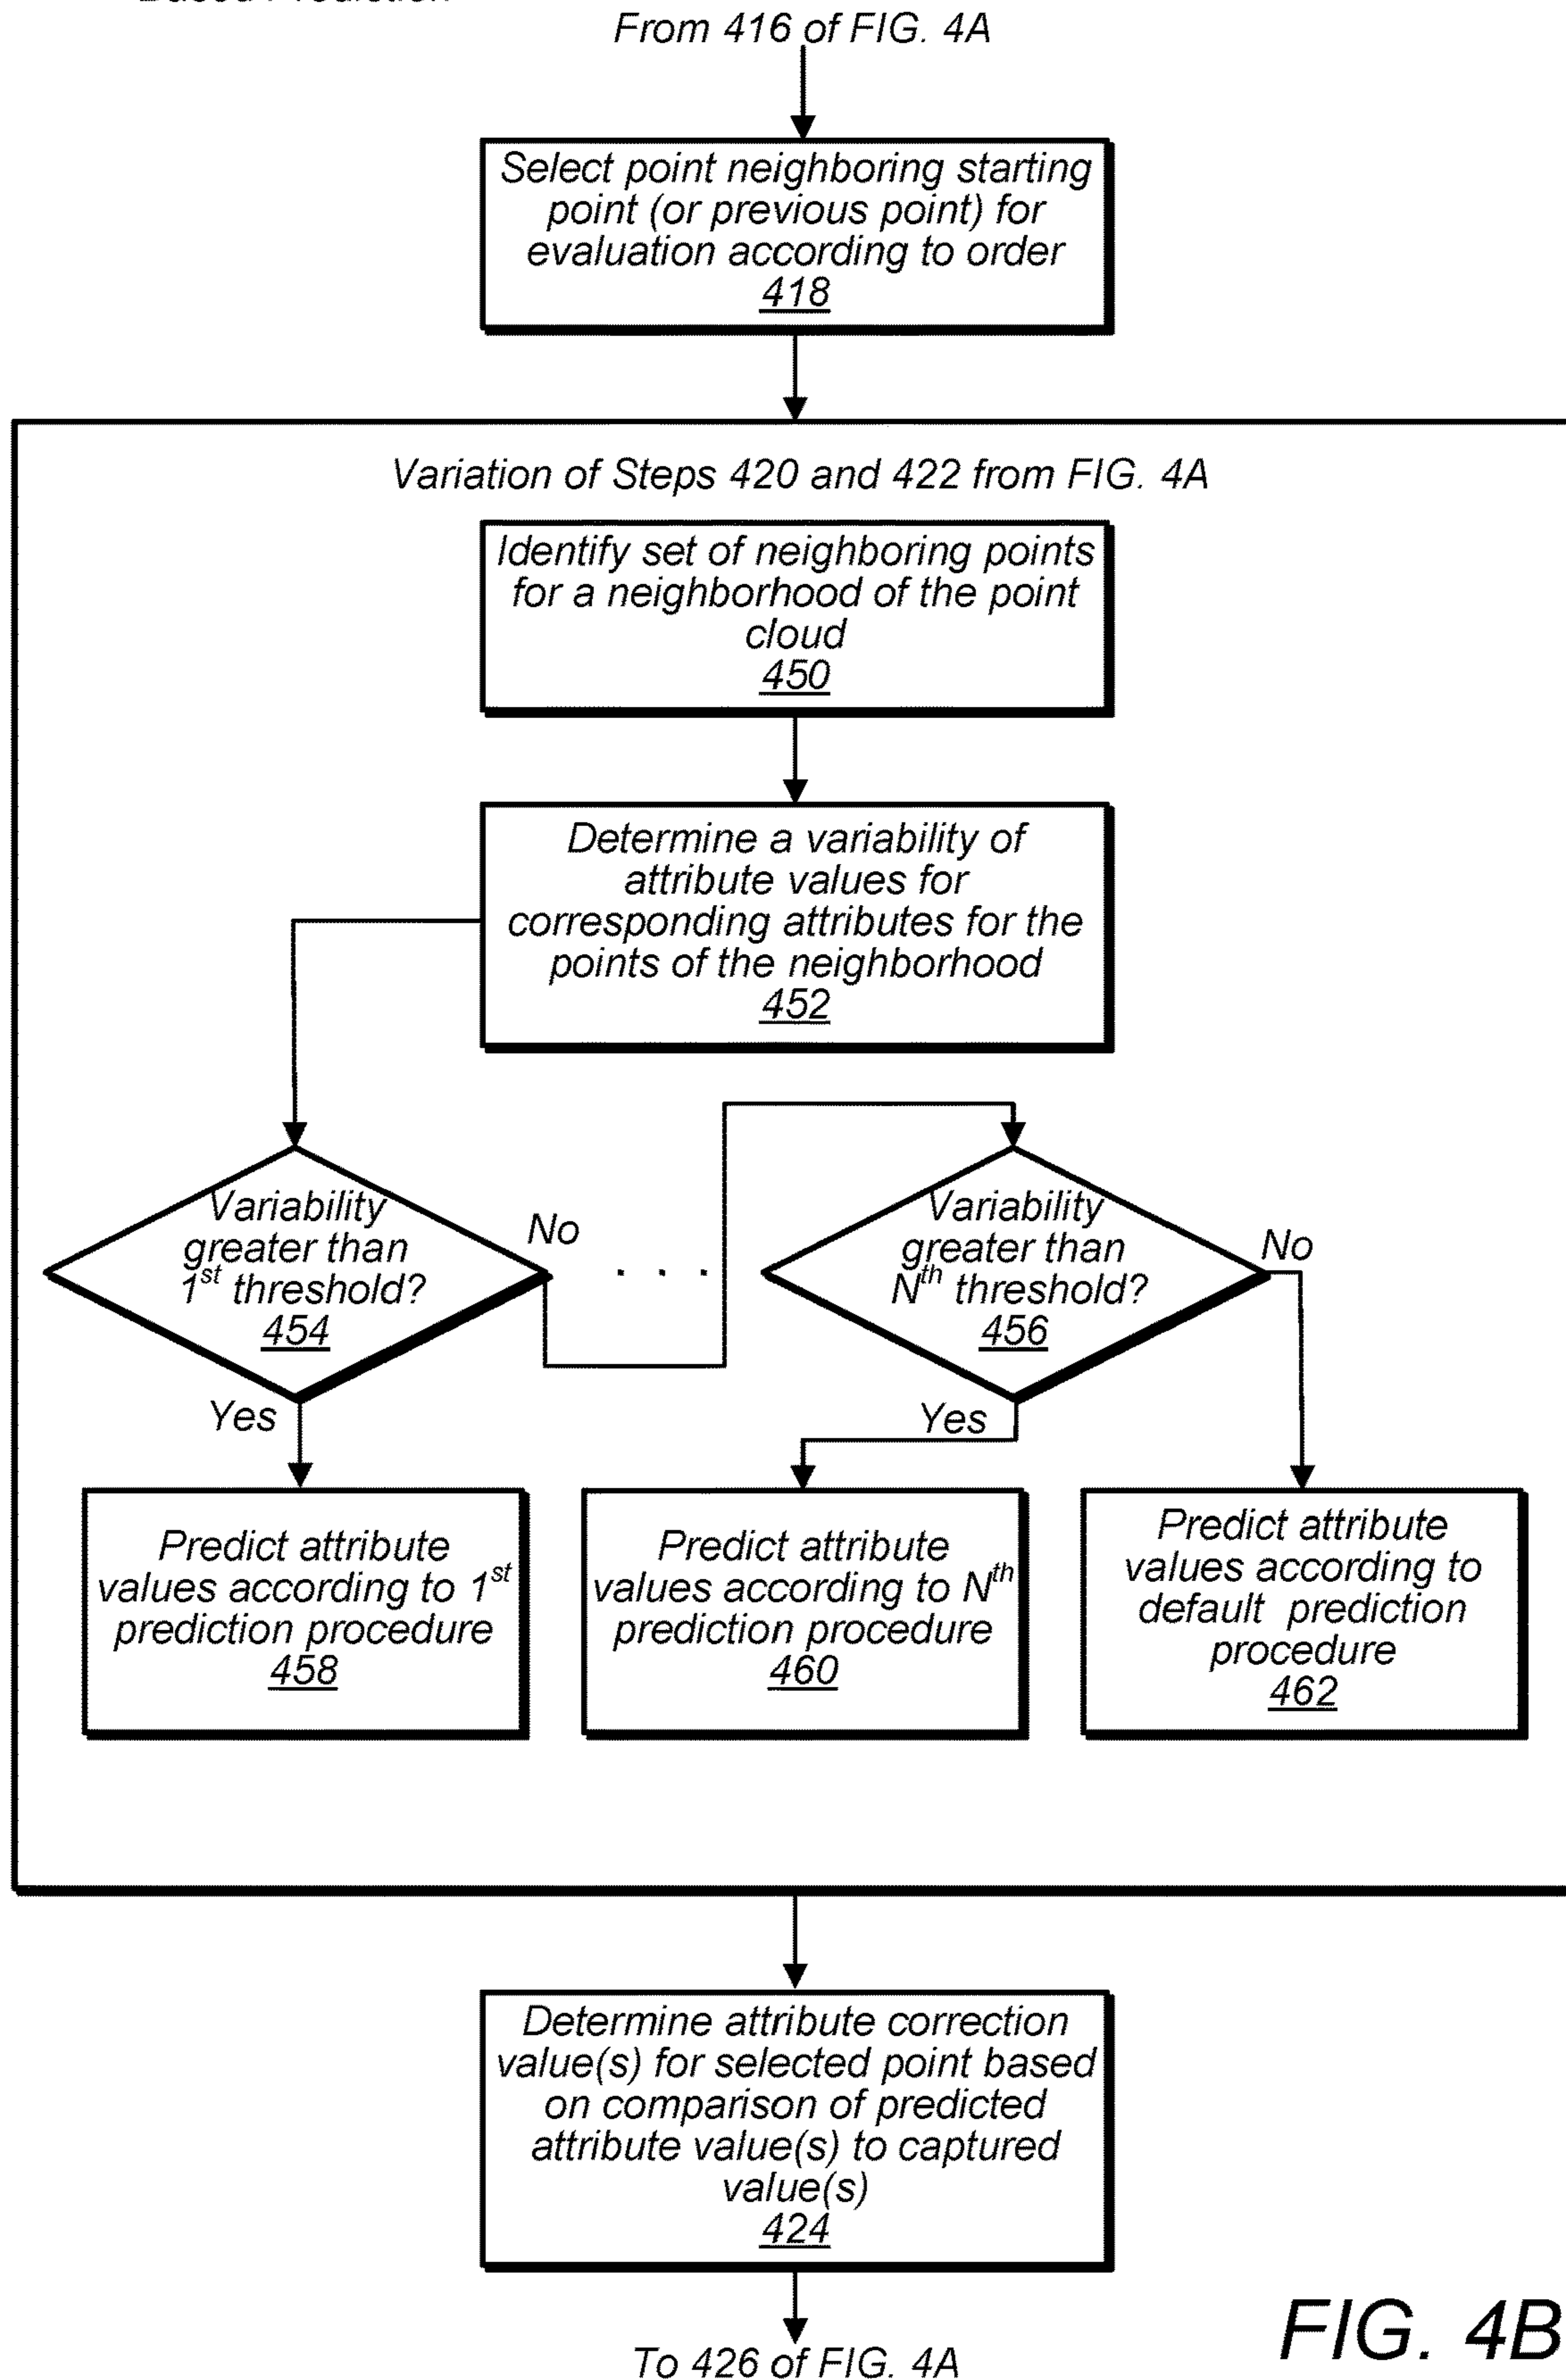 From 416 of FIG. 4A
Select point neighboring starting
point (or previous point) for
evaluation according to order
418
Variation of Steps 420 and 422 from FIG. 4A
Identify set of neighboring points
for a neighborhood of the point
cloud
450
Determine a variability of
attribute values for
corresponding attributes for the
points of the neighborhood
452
Variability
greater than
1st threshold?
454
No
. . .
Variability
greater than
Nth threshold?
456
No
Yes
Yes
Predict attribute
values according to 1st
prediction procedure
458
Predict attribute
values according to Nth
prediction procedure
460
Predict attribute
values according to
default prediction
procedure
462
Determine attribute correction
value(s) for selected point based
on comparison of predicted
attribute value(s) to captured
value(s)
424
To 426 of FIG. 4A
FIG. 4B